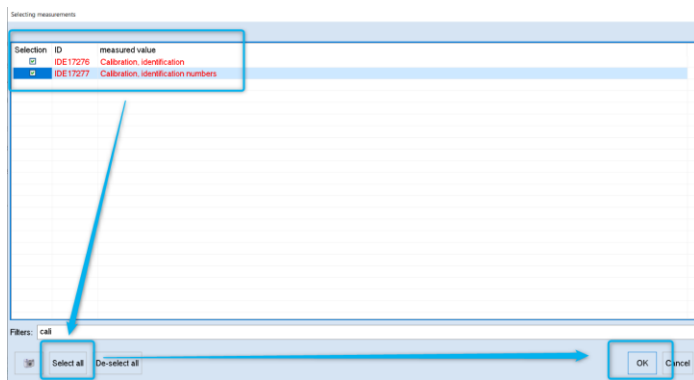 Selecting measurements
Selection ID measured value
IDE17276 Calibration, identification
IDE17277 Calibration, identification numbers
Filters: cali
Select all De-select all OK Cancel